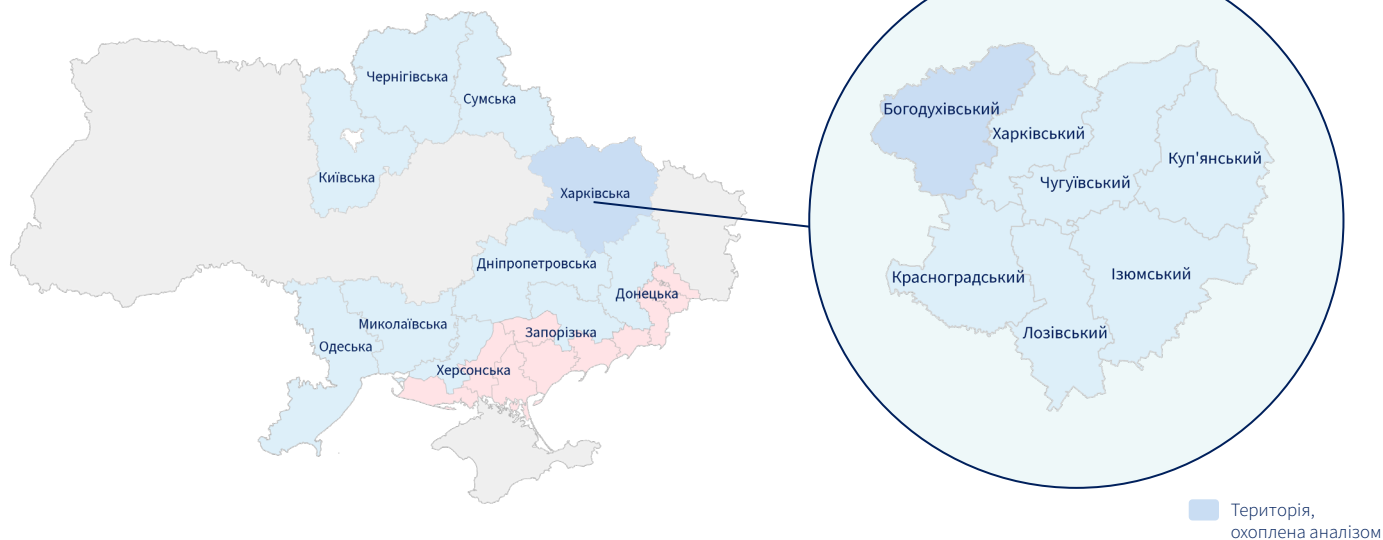 Чернігівська
Сумська
Київська
Харківська
Дніпропетровська
Донецька
Миколаївська
Запорізька
Одеська
Херсонська
Богодухівський
Харківський
Куп'янський
Чугуївський
Красноградський
Ізюмський
Лозівський
Територія,
охоплена аналізом